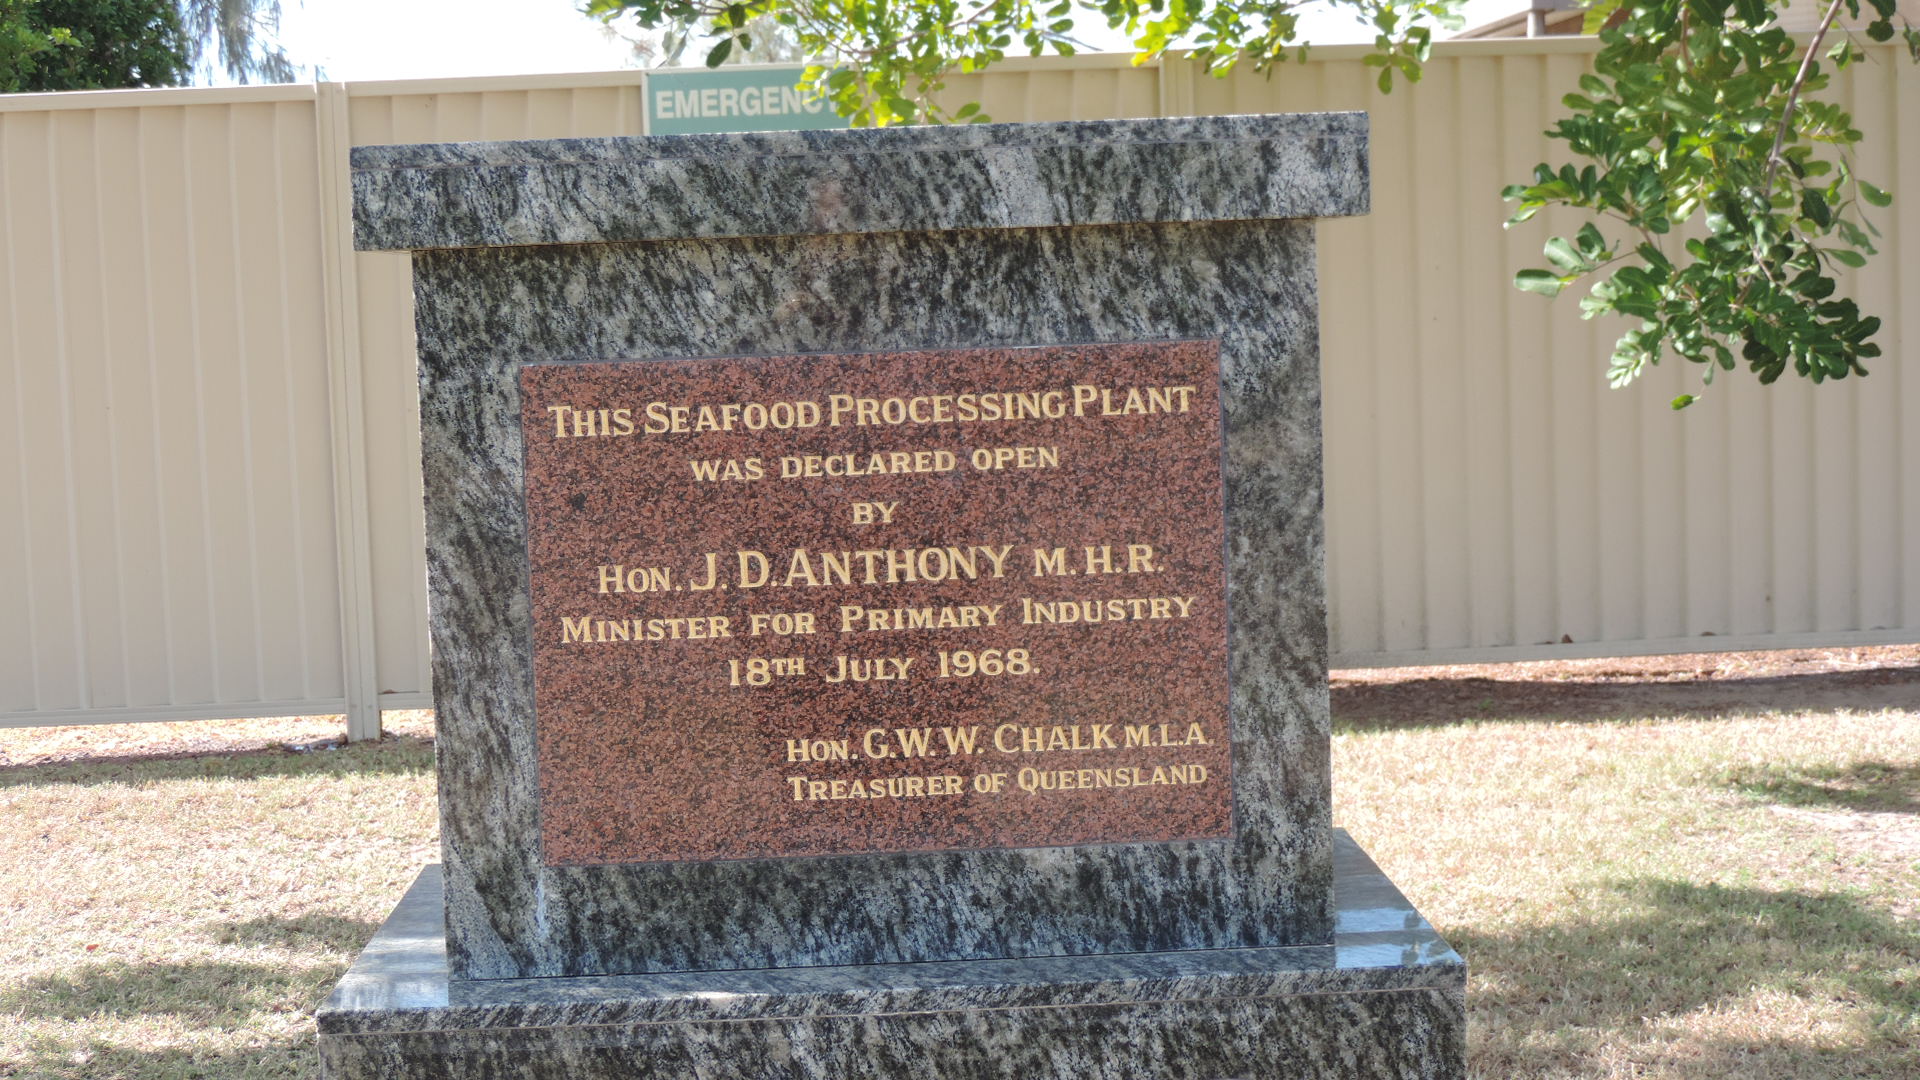 EMERGENCY
THIS SEAFOOD PROCESSING PLANT
WAS DECLARED OPEN
BY
HON. J. D. ANTHONY M.H.R.
MINISTER FOR PRIMARY INDUSTRY
18TH JULY 1968.
HON. G.W.W. CHALK M.L.A.
TREASURER OF QUEENSLAND